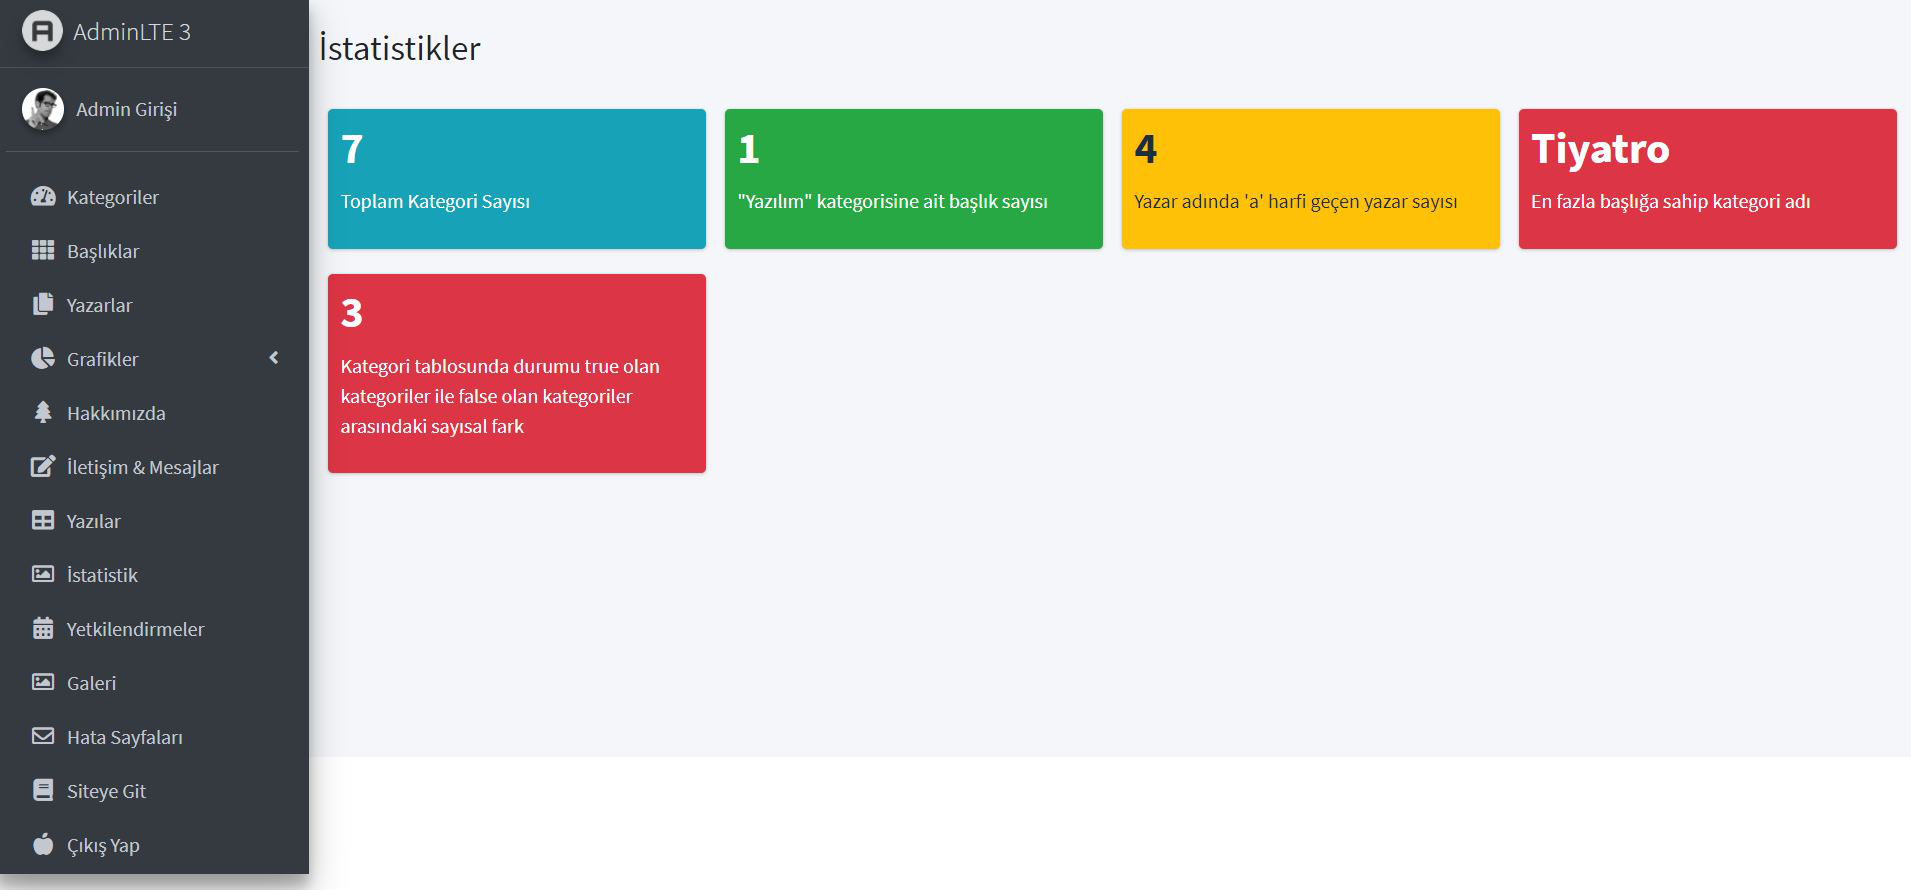 AdminLTE 3
Admin Girişi
Kategoriler
Başlıklar
Yazarlar
Grafikler
Hakkımızda
İletişim & Mesajlar
Yazılar
İstatistik
Yetkilendirmeler
Galeri
Hata Sayfaları
Siteye Git
Çıkış Yap
İstatistikler
7
Toplam Kategori Sayısı
1
"Yazılım" kategorisine ait başlık sayısı
4
Yazar adında 'a' harfi geçen yazar sayısı
Tiyatro
En fazla başlığa sahip kategori adı
3
Kategori tablosunda durumu true olan
kategoriler ile false olan kategoriler
arasındaki sayısal fark